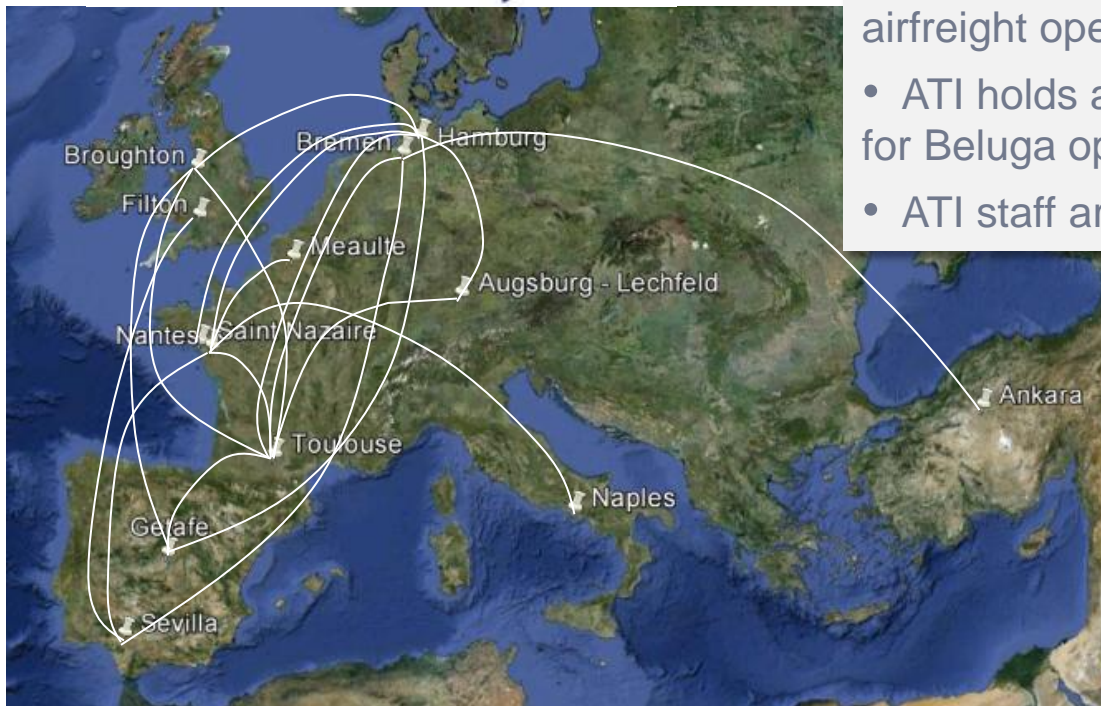 airfreight ope
• ATI holds a
for Beluga op
• ATI staff ar
Bremen
Hamburg
Broughton
Filton
Meaulte
Augsburg - Lechfeld
Nantes
Saint Nazaire
Ankara
Toulouse
Naples
Getafe
Sevilla